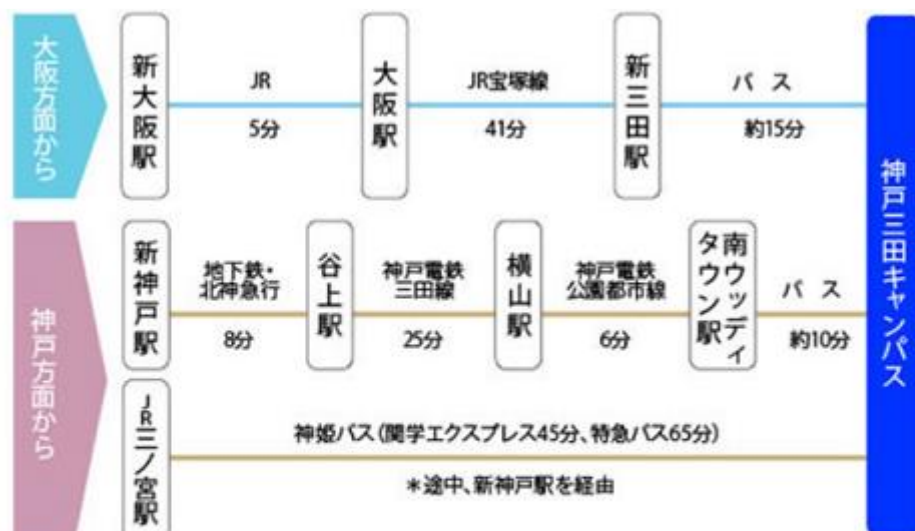 大阪方面から
新大阪駅
JR
5分
大阪駅
JR宝塚線
41分
新三田駅
バス
約15分
神戸三田キャンパス
神戸方面から
新神戸駅
地下鉄・
北神急行
8分
谷上駅
神戸電鉄
三田線
25分
横山駅
神戸電鉄
公園都市線
6分
南ウッディ
タウン駅
バス
約10分
JR三ノ宮駅
神姫バス（関学エクスプレス45分、特急バス65分）
＊途中、新神戸駅を経由